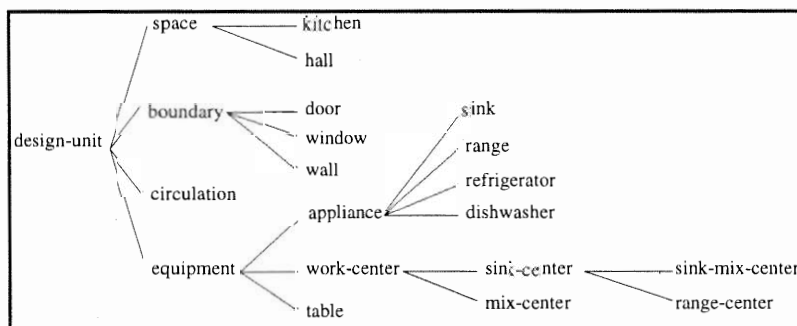 space
kitchen
hall
boundary
door
sink
design-unit
window
range
wall
refrigerator
circulation
appliance
dishwasher
equipment
work-center
sink-center
sink-mix-center
table
mix-center
range-center